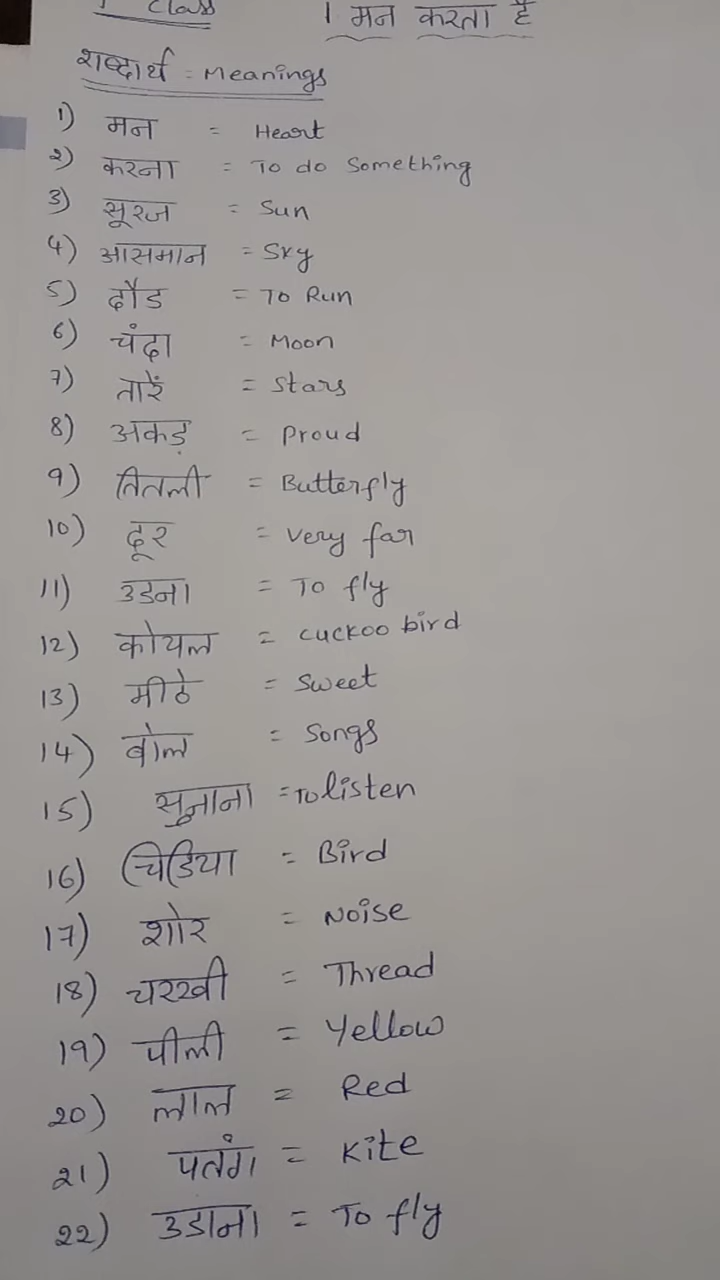 Class 1 मन करता है
शब्दार्थ = Meanings
1) मन = Heart
2) करना = To do Something
3) सूरज = Sun
4) आसमान = Sky
5) दौड = To Run
6) चंदा = Moon
7) तारें = Stars
8) अकड़ = Proud
9) तितली = Butterfly
10) दूर = very far
11) उडना = To fly
12) कोयल = cuckoo bird
13) मीठे = Sweet
14) बोल = Songs
15) सुनाना = To listen
16) चिडिया = Bird
17) शोर = Noise
18) चरखी = Thread
19) पीली = Yellow
20) लाल = Red
21) पतंग = Kite
22) उडाना = To fly